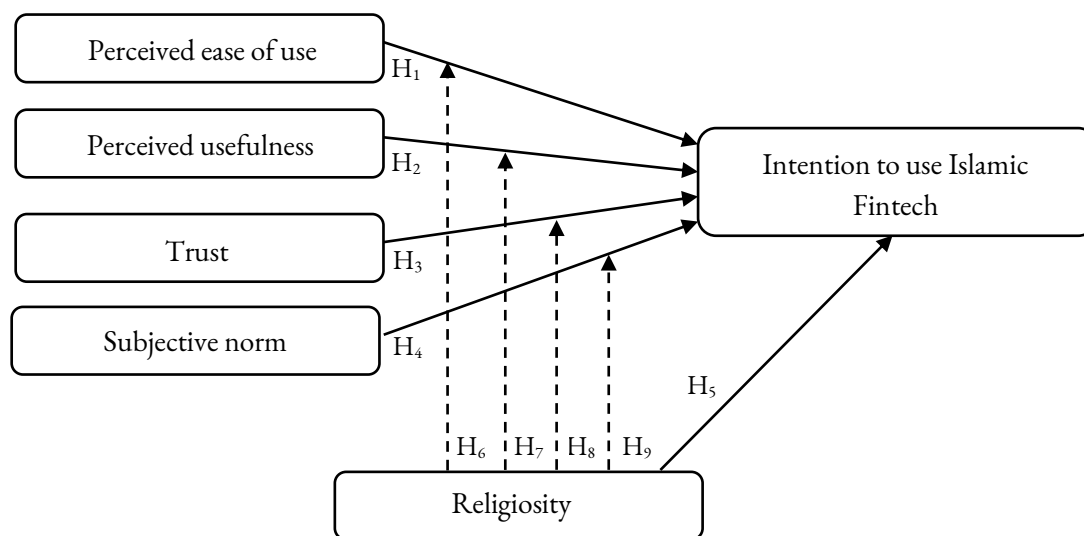 Perceived ease of use
H₁
Perceived usefulness
H₂
Intention to use Islamic
Fintech
Trust
H₃
Subjective norm
H₄
H₅
H₆
H₇
H₈
H₉
Religiosity